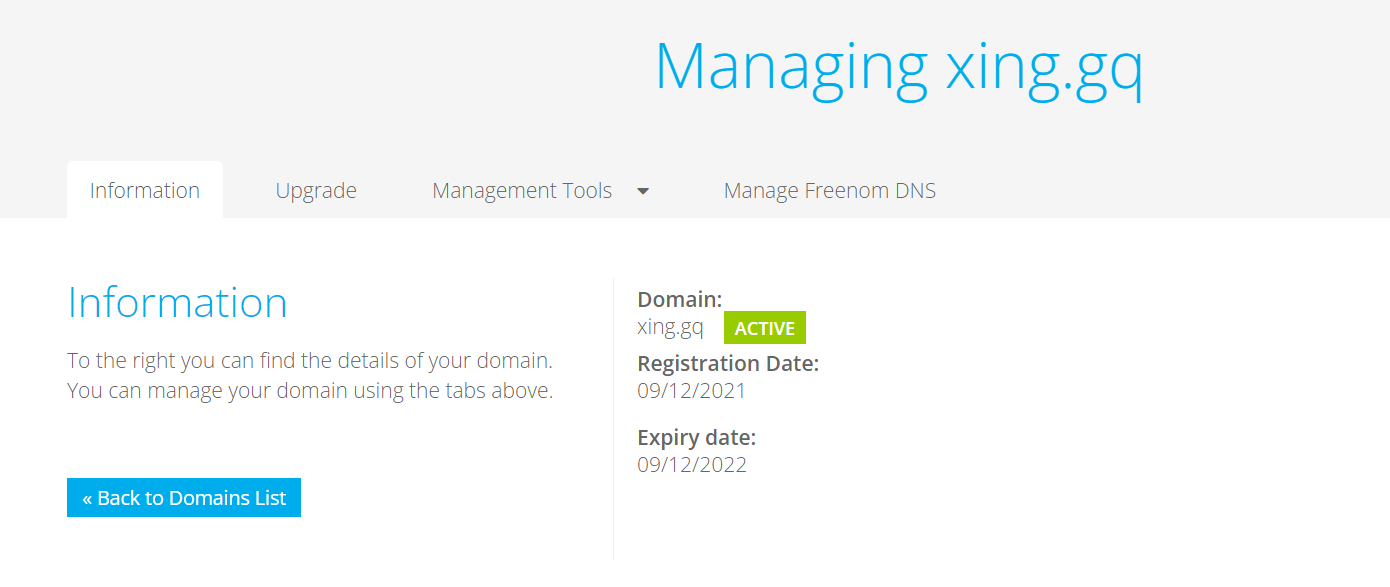 Managing xing.gq
Information
Upgrade
Management Tools
Manage Freenom DNS
Information
To the right you can find the details of your domain.
You can manage your domain using the tabs above.
« Back to Domains List
Domain:
xing.gq ACTIVE
Registration Date:
09/12/2021
Expiry date:
09/12/2022